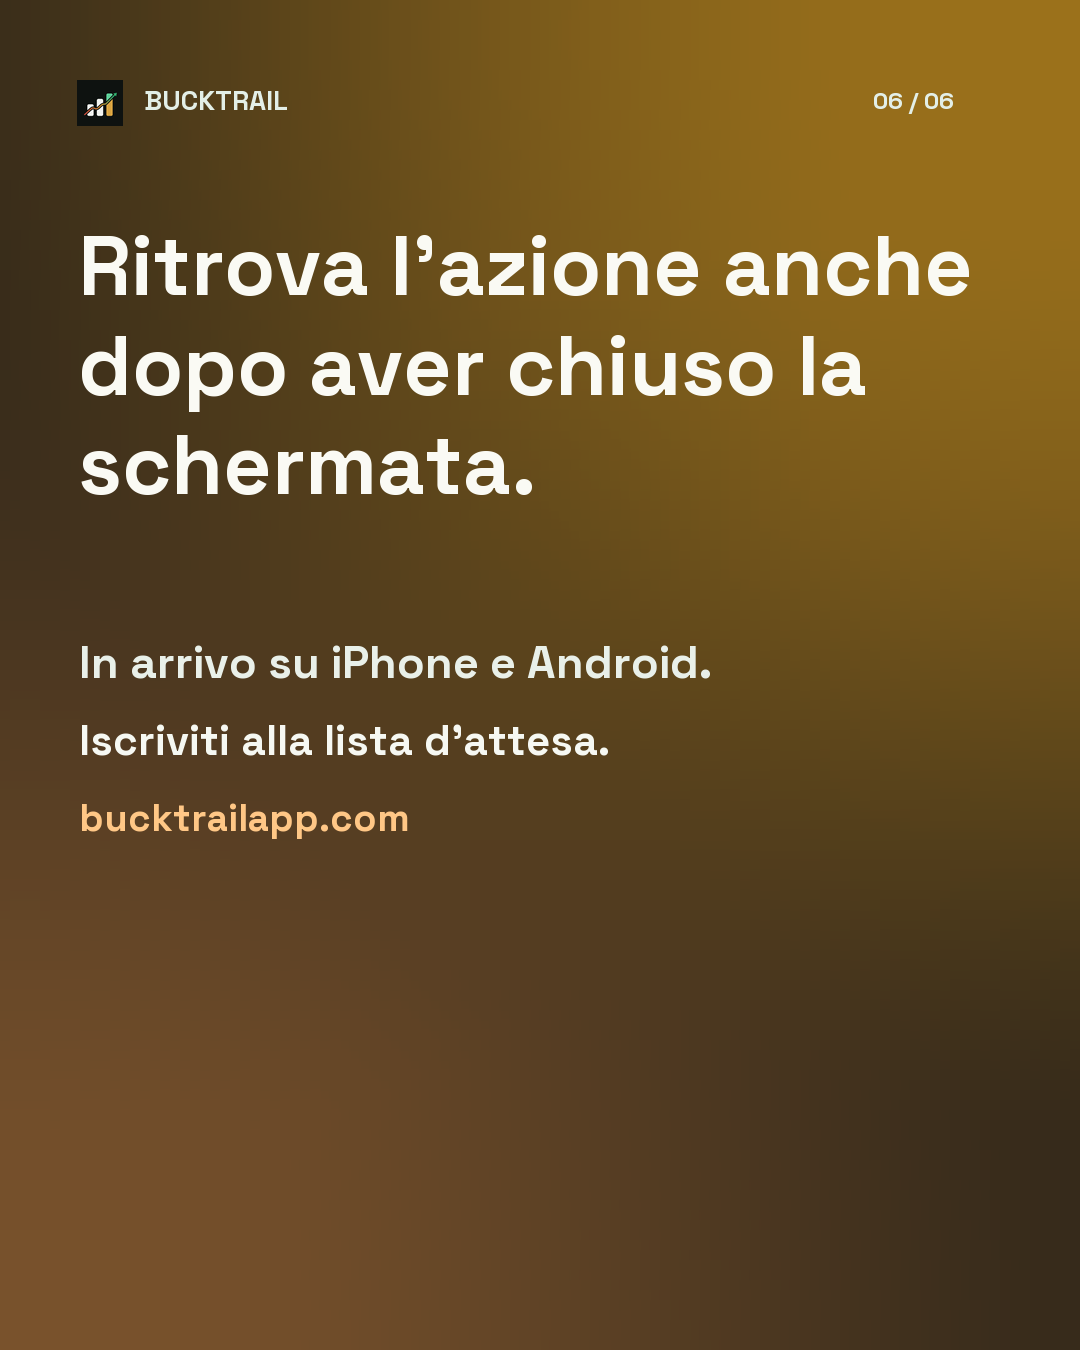 BUCKTRAIL
06 / 06
Ritrova l’azione anche
dopo aver chiuso la
schermata.
In arrivo su iPhone e Android.
Iscriviti alla lista d’attesa.
bucktrailapp.com